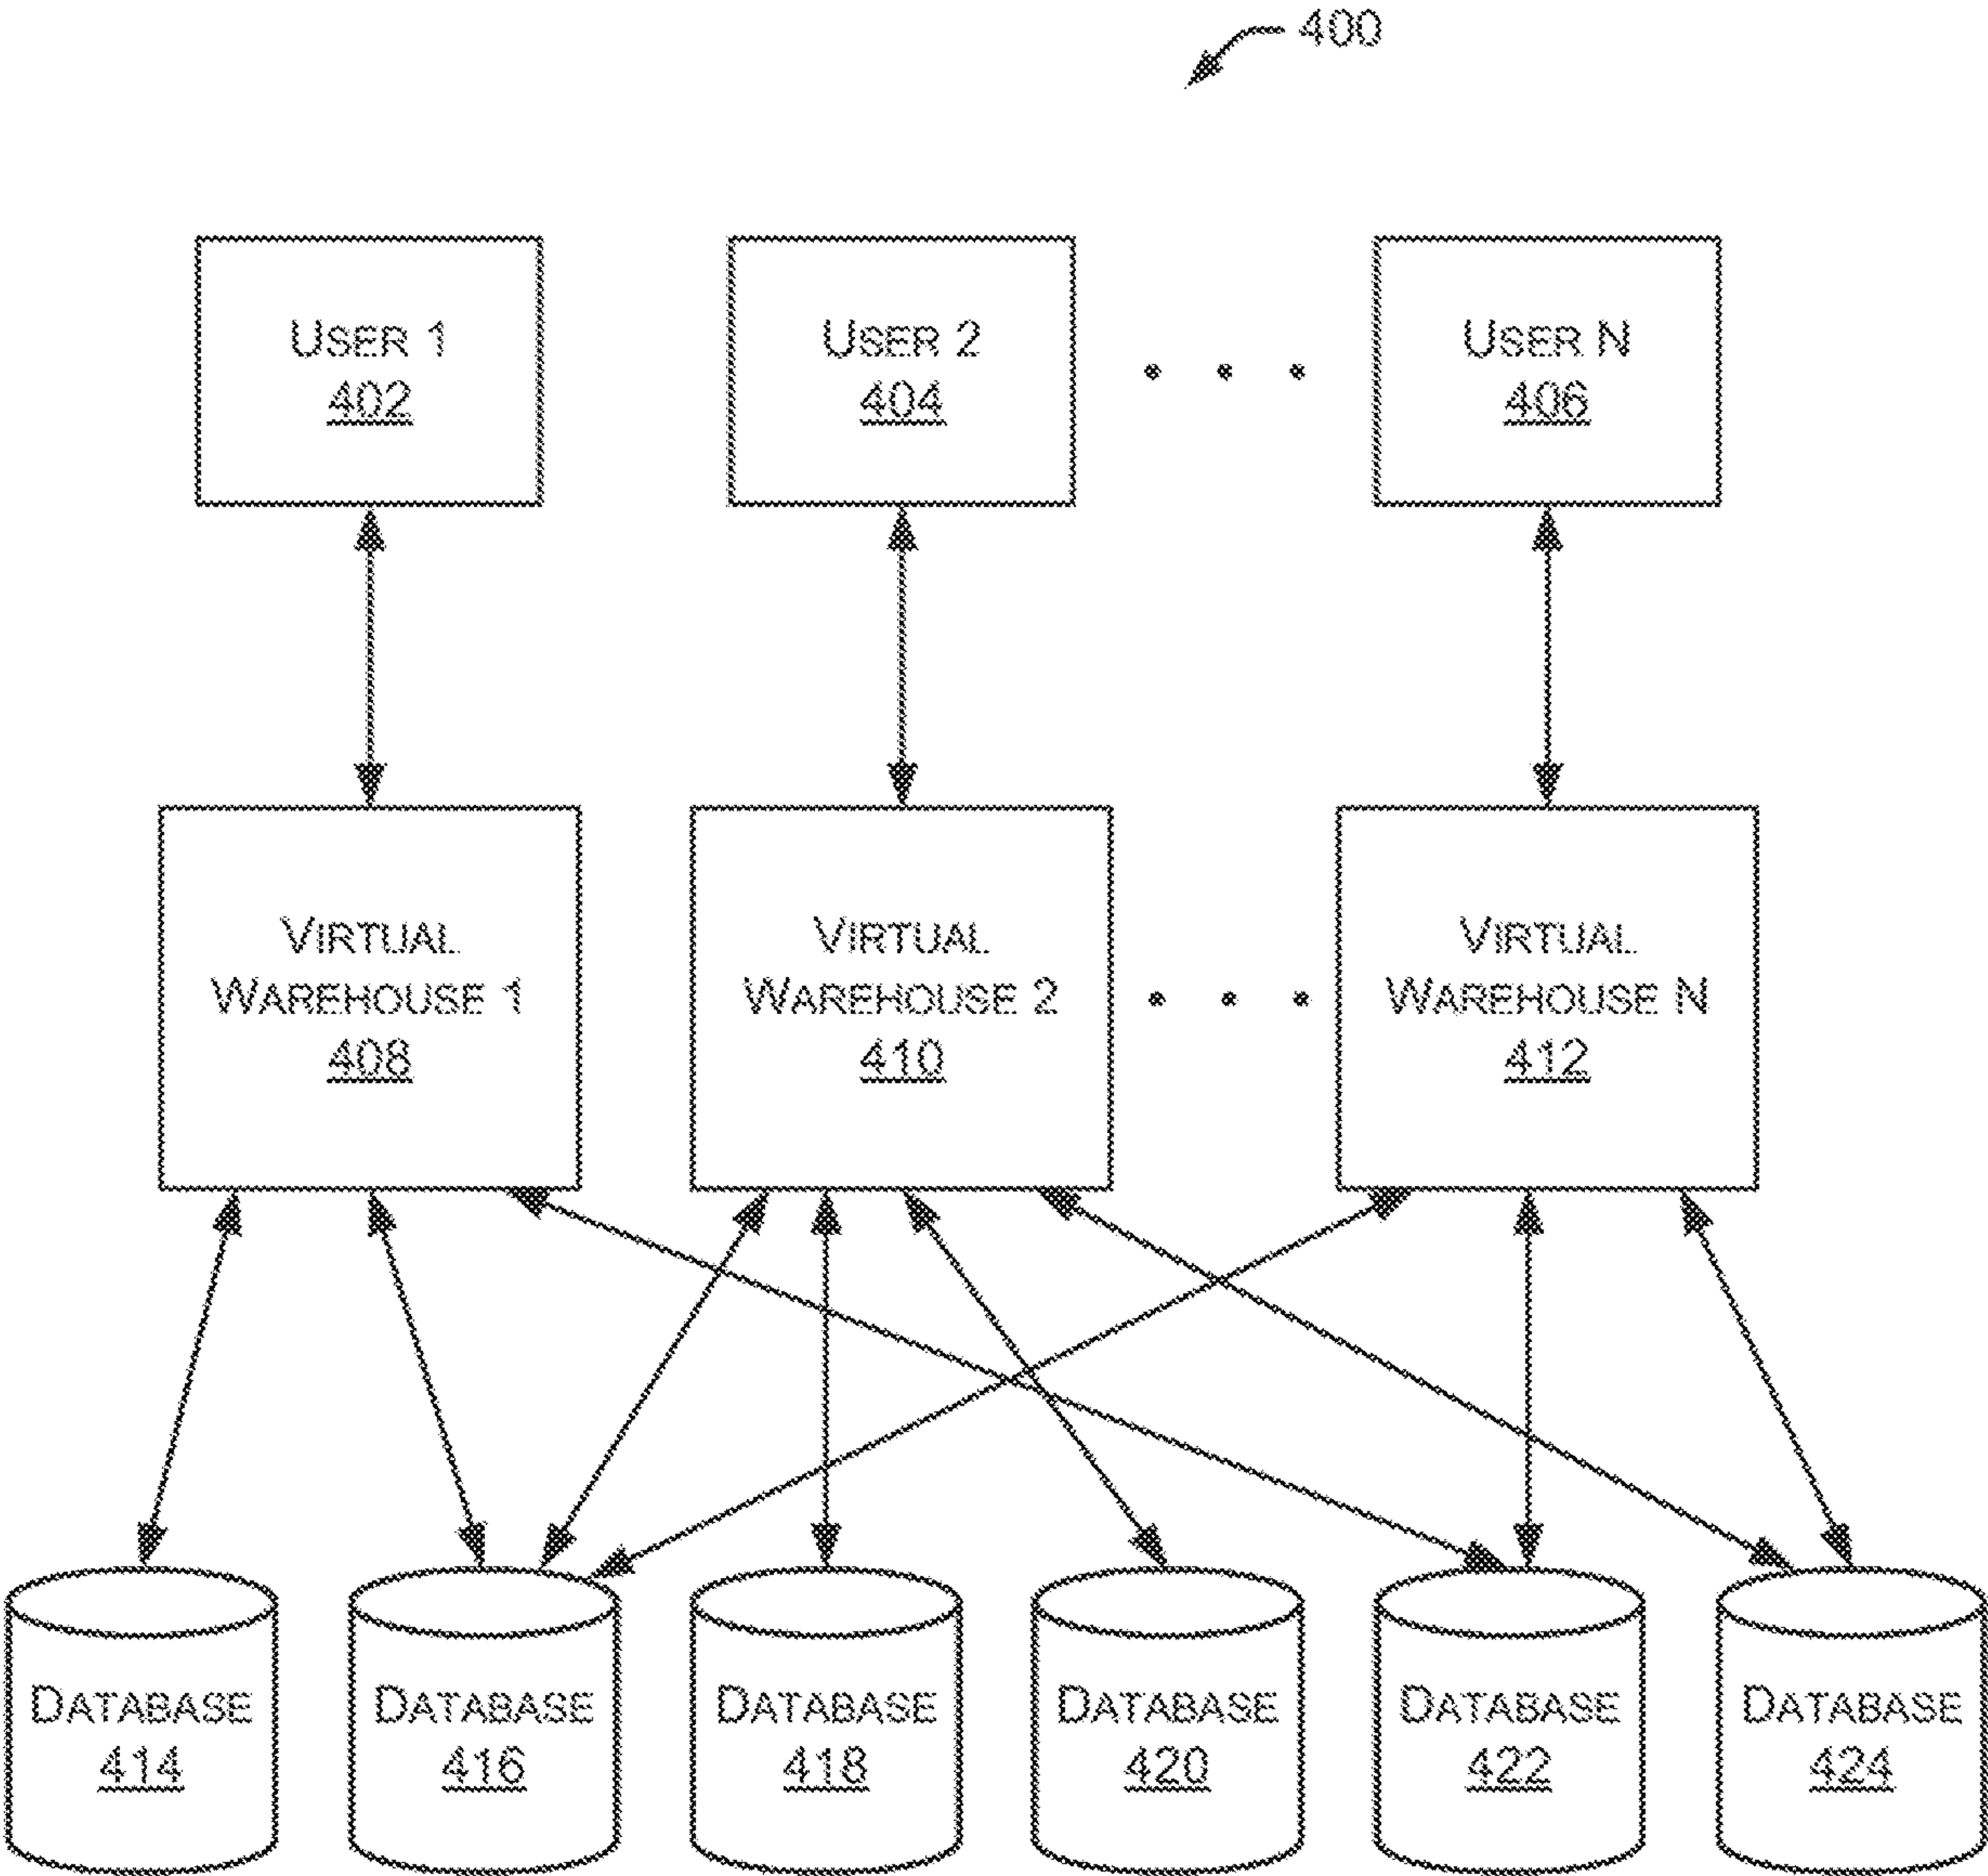 400
USER 1
402
USER 2
404
USER N
406
VIRTUAL
WAREHOUSE 1
408
VIRTUAL
WAREHOUSE 2
410
VIRTUAL
WAREHOUSE N
412
DATABASE
414
DATABASE
416
DATABASE
418
DATABASE
420
DATABASE
422
DATABASE
424